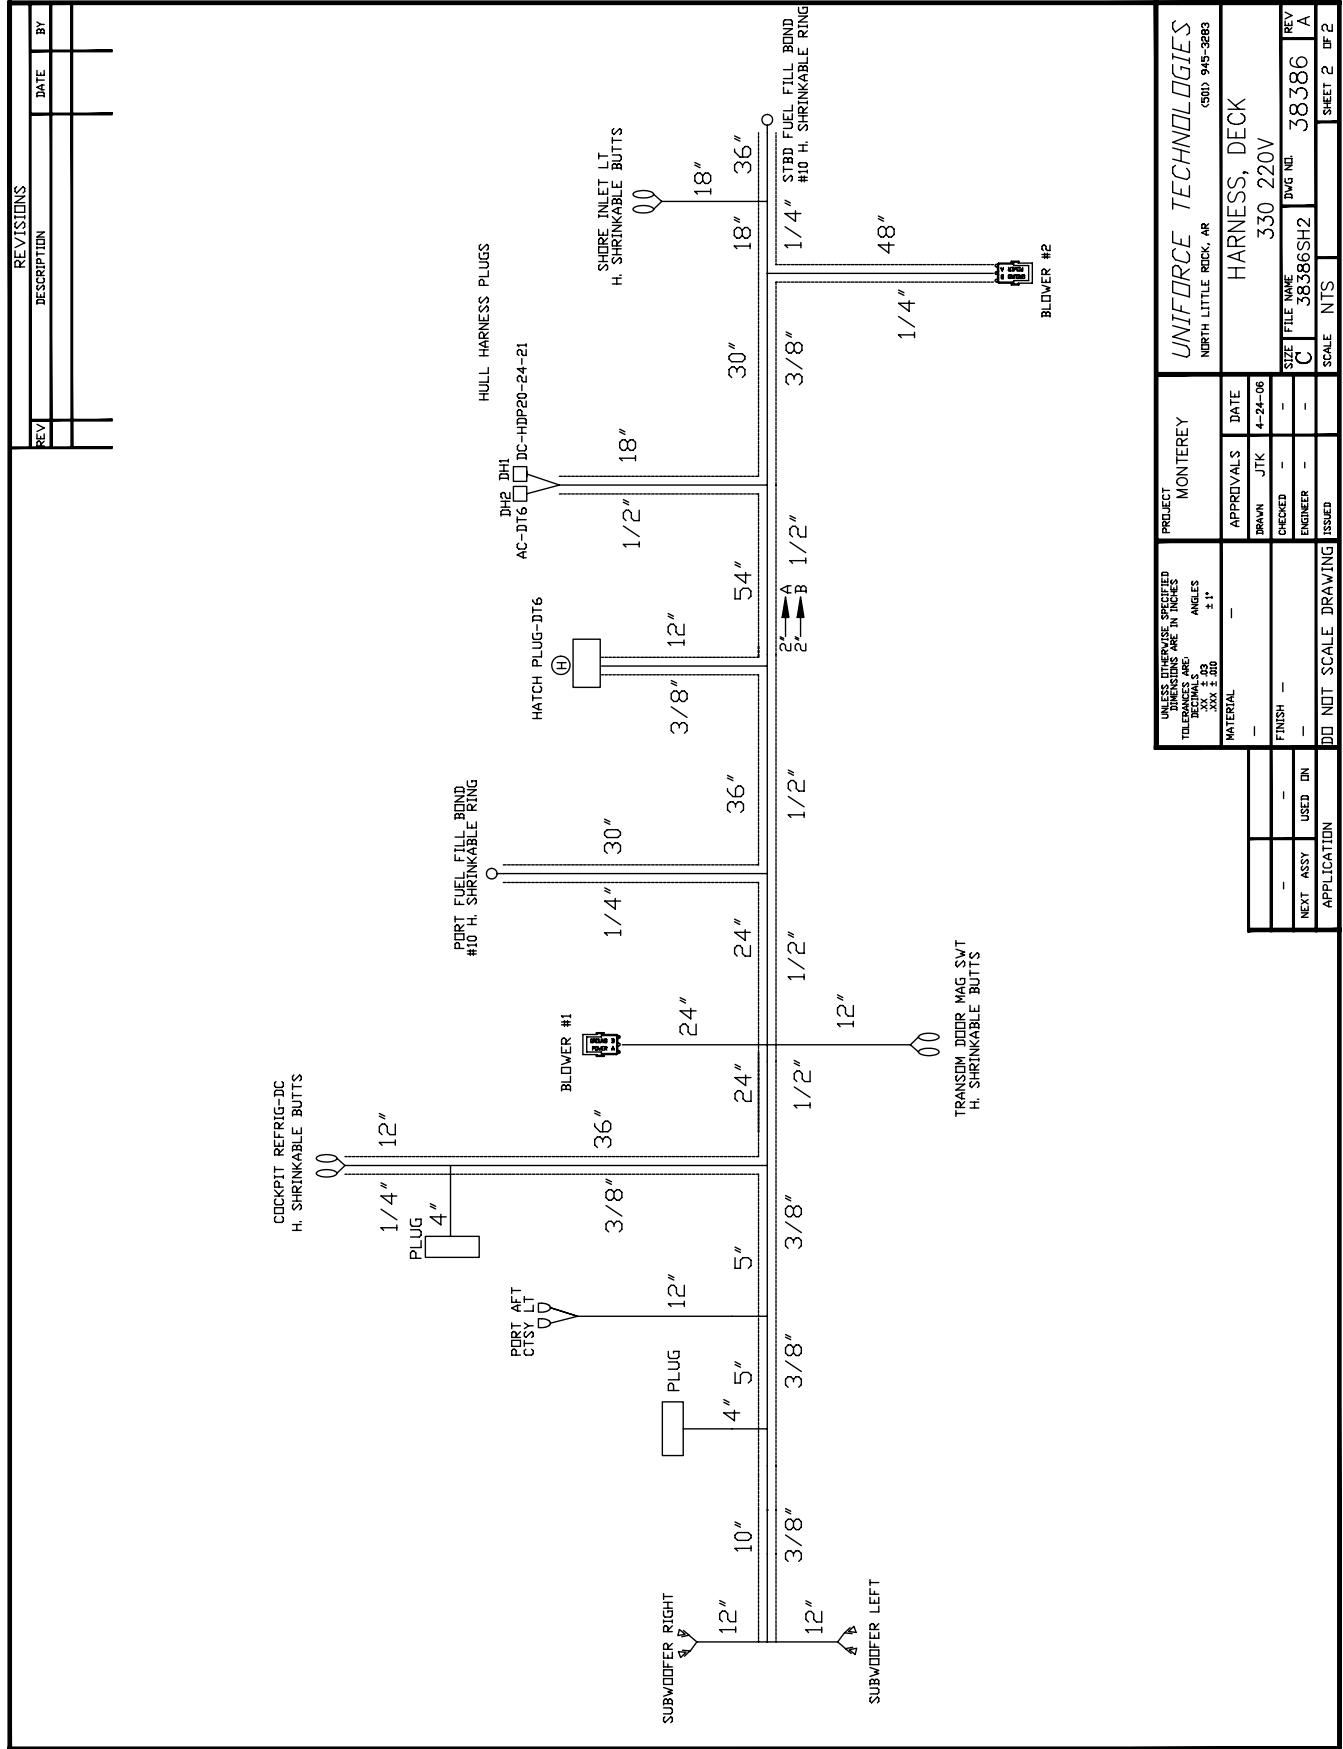 REVISIONS
REV
DESCRIPTION
DATE
BY
SUBWOOFER RIGHT
12"
12"
SUBWOOFER LEFT
10"
3/8"
PLUG
4"
5"
3/8"
PORT AFT
CTSY LT
12"
5"
3/8"
COCKPIT REFRIG-DC
H. SHRINKABLE BUTTS
1/4"
12"
PLUG
4"
3/8"
36"
24"
1/2"
BLOWER #1
POWER A
GROUND B
24"
12"
TRANSOM DOOR MAG SWT
H. SHRINKABLE BUTTS
24"
1/2"
PORT FUEL FILL BOND
#10 H. SHRINKABLE RING
1/4"
30"
36"
1/2"
HATCH PLUG-DT6
H
3/8"
12"
54"
2" A
2" B
1/2"
HULL HARNESS PLUGS
DH2 DH1
AC-DT6
DC-HDP20-24-21
1/2"
18"
30"
3/8"
1/4"
48"
GROUND B
POWER A
BLOWER #2
18"
1/4"
SHORE INLET LT
H. SHRINKABLE BUTTS
18"
36"
STBD FUEL FILL BOND
#10 H. SHRINKABLE RING
UNLESS OTHERWISE SPECIFIED
DIMENSIONS ARE IN INCHES
TOLERANCES ARE:
DECIMALS
ANGLES
.XX ± .03
± 1°
.XXX ± .010
MATERIAL
-
-
FINISH -
-
DO NOT SCALE DRAWING
-
-
NEXT ASSY
USED ON
APPLICATION
PROJECT
MONTEREY
APPROVALS
DATE
DRAWN JTK
4-24-06
CHECKED -
-
ENGINEER -
-
ISSUED
UNIFORCE TECHNOLOGIES
NORTH LITTLE ROCK, AR
(501) 945-3283
HARNESS, DECK
330 220V
SIZE
C
FILE NAME
38386SH2
DWG NO.
38386
REV
A
SCALE NTS
SHEET 2 OF 2